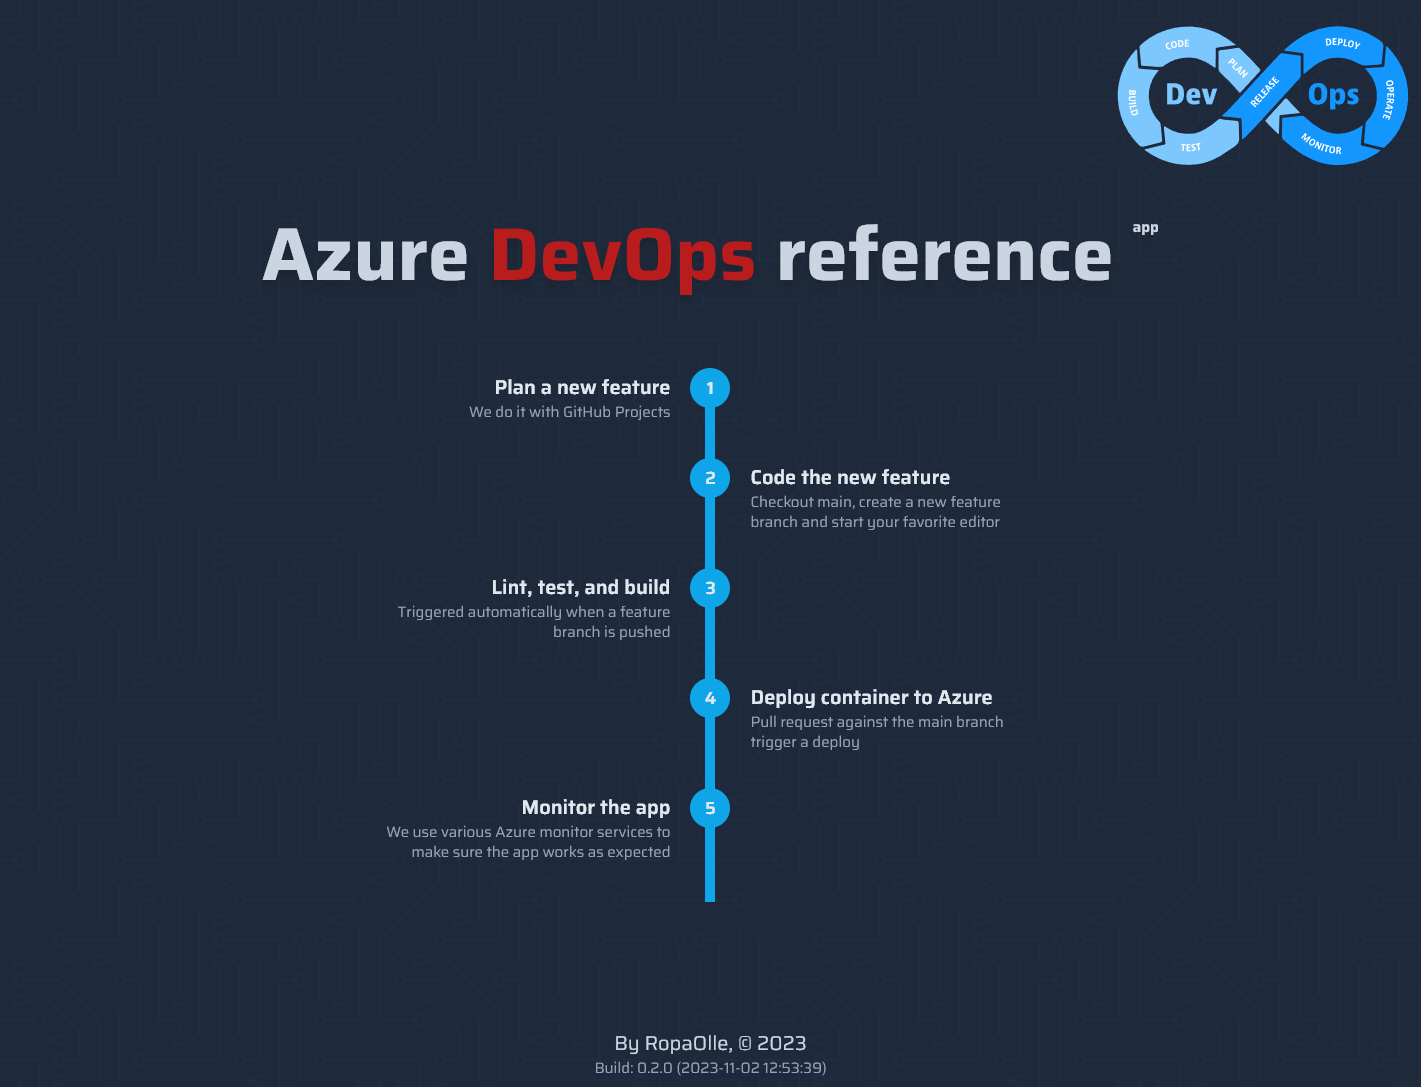 CODE
PLAN
BUILD
TEST
Dev
RELEASE
DEPLOY
OPERATE
MONITOR
Ops
Azure DevOps reference app
1
Plan a new feature
We do it with GitHub Projects
2
Code the new feature
Checkout main, create a new feature
branch and start your favorite editor
3
Lint, test, and build
Triggered automatically when a feature
branch is pushed
4
Deploy container to Azure
Pull request against the main branch
trigger a deploy
5
Monitor the app
We use various Azure monitor services to
make sure the app works as expected
By RopaOlle, © 2023
Build: 0.2.0 (2023-11-02 12:53:39)